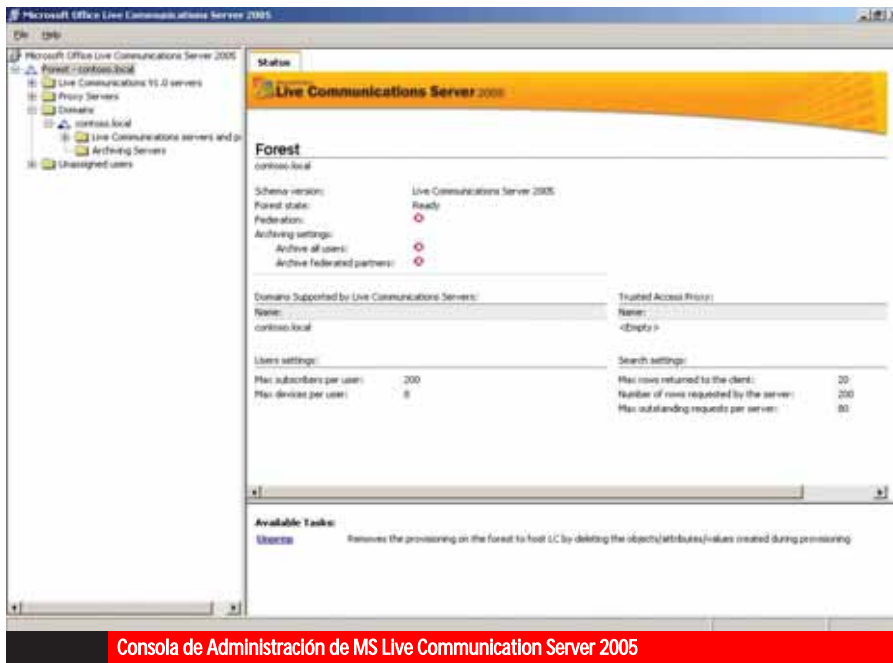 Microsoft Office Live Communications Server 2005
File Help
Microsoft Office Live Communications Server 2005
Forest - contoso.local
Live Communications V1.0 servers
Proxy Servers
Domains
contoso.local
Live Communications servers and p
Archiving Servers
Unassigned users
Status
Live Communications Server 2005
Forest
contoso.local
Schema version: Live Communications Server 2005
Forest state: Ready
Federation:
Archiving settings:
Archive all users:
Archive federated partners:
Domains Supported by Live Communications Servers:
Name:
contoso.local
Trusted Access Proxy:
Name:
<Empty>
Users settings:
Max subscribers per user: 200
Max devices per user: 8
Search settings:
Max rows returned to the client: 20
Number of rows requested by the server: 200
Max outstanding requests per server: 80
Available Tasks:
Removes the provisioning on the forest to host LC by deleting the objects/attributes/values created during provisioning
Consola de Administración de MS Live Communication Server 2005